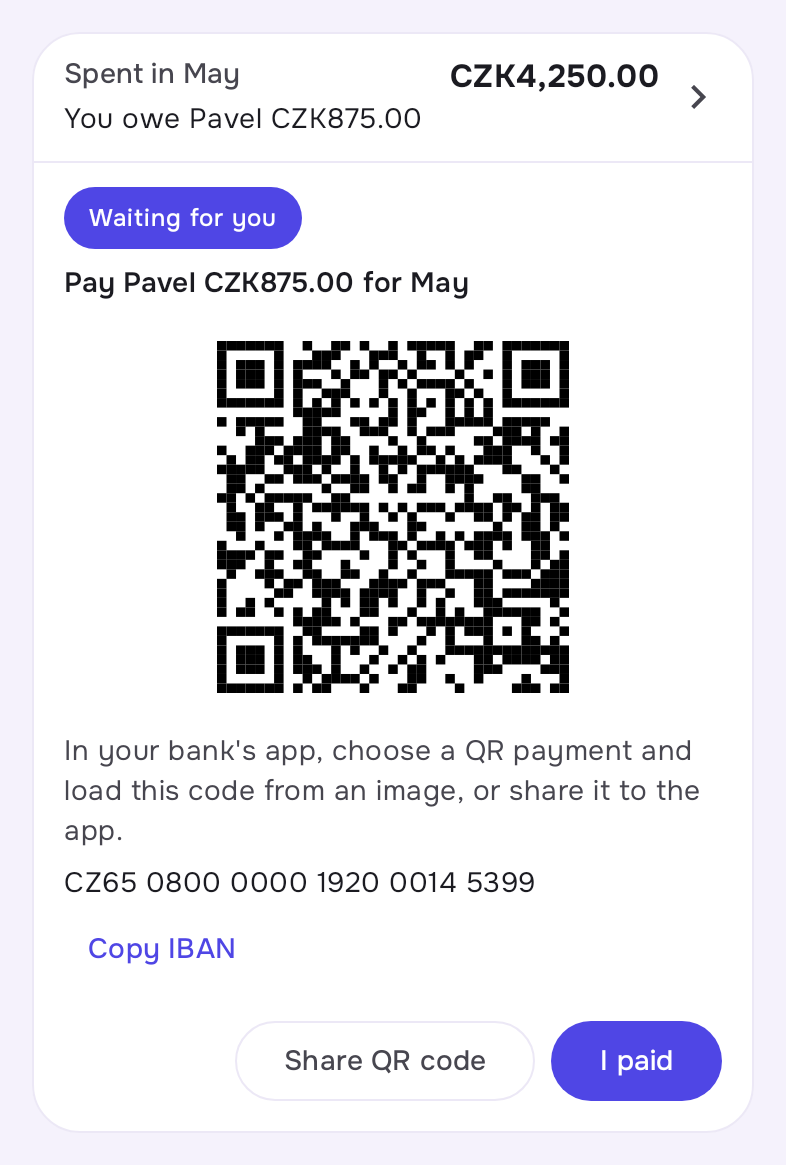 Spent in May
CZK4,250.00
You owe Pavel CZK875.00
Waiting for you
Pay Pavel CZK875.00 for May
In your bank's app, choose a QR payment and
load this code from an image, or share it to the
app.
CZ65 0800 0000 1920 0014 5399
Copy IBAN
Share QR code
I paid